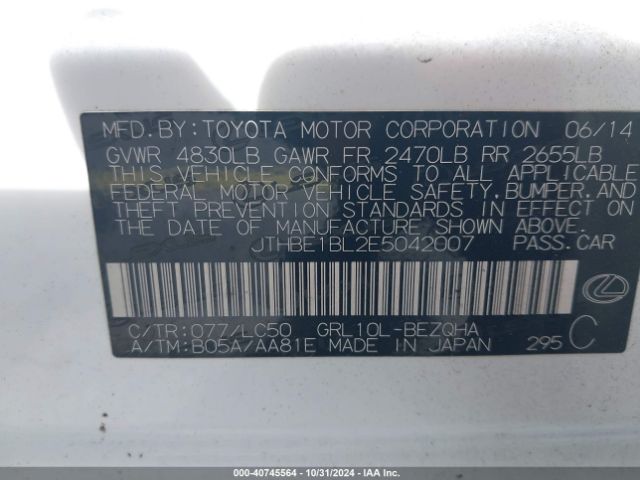 MFD.BY:TOYOTA MOTOR CORPORATION 06/14
GVWR 4830LB GAWR FR 2470LB RR 2655LB
THIS VEHICLE CONFORMS TO ALL APPLICABLE
FEDERAL MOTOR VEHICLE SAFETY, BUMPER, AND
THEFT PREVENTION STANDARDS IN EFFECT ON
THE DATE OF MANUFACTURE SHOWN ABOVE.
JTHBE1BL2E5042007 PASS.CAR
C/TR:077/LC50 GRL10L-BEZQHA
A/TM:B05A/AA81E MADE IN JAPAN 295 C
000-40745564 | 10/31/2024 - IAA Inc.